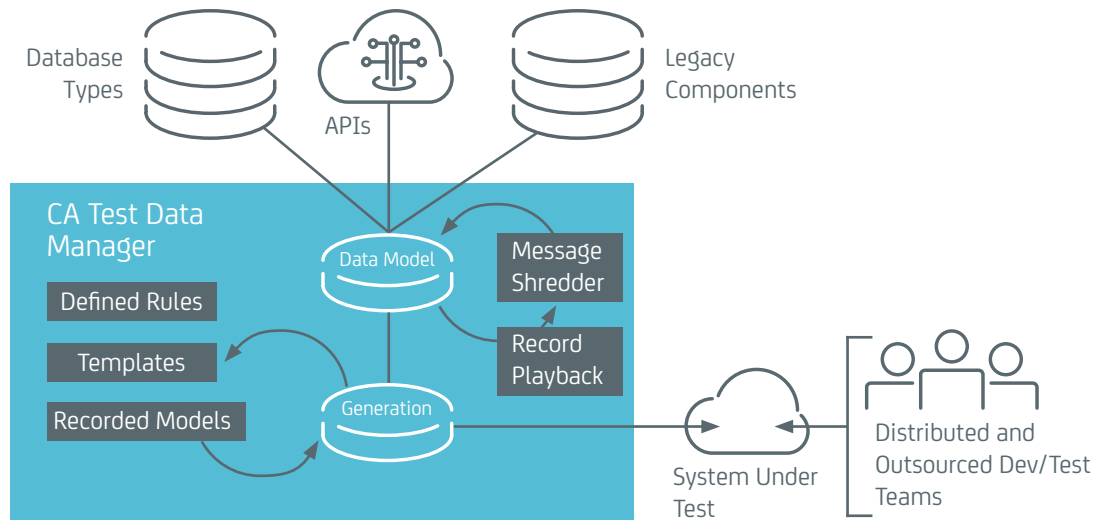 Database
Types
APIs
Legacy
Components
CA Test Data
Manager
Data Model
Message
Shredder
Defined Rules
Record
Playback
Templates
Generation
Recorded Models
System Under
Test
Distributed and
Outsourced Dev/Test
Teams